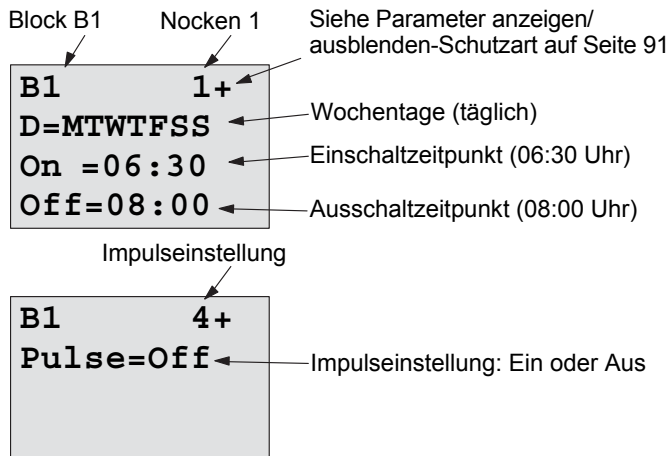 Block B1 Nocken 1 Siehe Parameter anzeigen/
ausblenden-Schutzart auf Seite 91
B1 1+
D=MTWTFSS Wochentage (täglich)
On =06:30 Einschaltzeitpunkt (06:30 Uhr)
Off=08:00 Ausschaltzeitpunkt (08:00 Uhr)
Impulseinstellung
B1 4+
Pulse=Off Impulseinstellung: Ein oder Aus